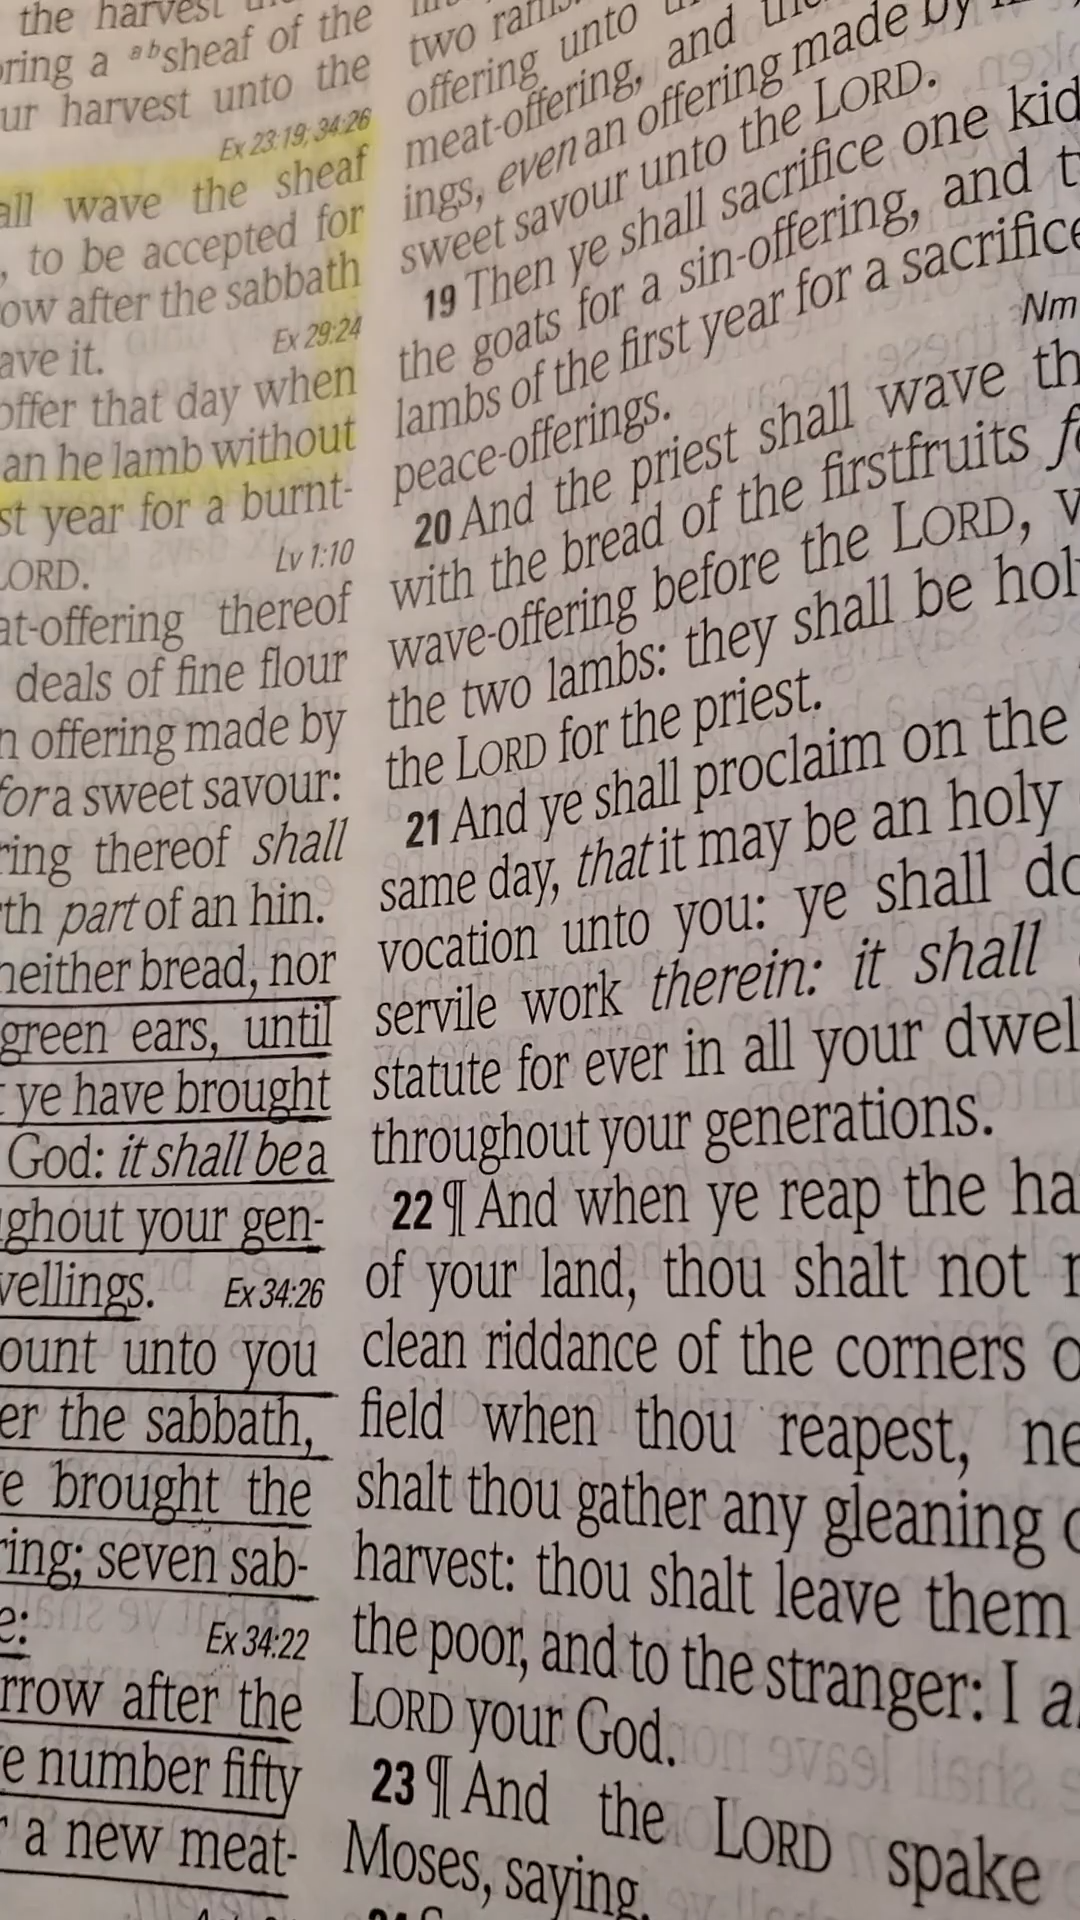 the harvest
ring a absheaf of the
ur harvest unto the
Ex 23:19; 34:26
all wave the sheaf
, to be accepted for
ow after the sabbath
ave it. Ex 29:24
offer that day when
an he lamb without
st year for a burnt-
LORD. Lv 1:10
at-offering thereof
deals of fine flour
n offering made by
for a sweet savour:
ring thereof shall
th part of an hin.
neither bread, nor
green ears, until
t ye have brought
God: it shall be a
ghout your gen-
wellings. Ex 34:26
ount unto you
er the sabbath,
e brought the
ring; seven sab-
e: Ex 34:22
rrow after the
e number fifty
r a new meat-
two rams
offering unto
meat-offering, and
ings, even an offering made by
sweet savour unto the LORD.
19 Then ye shall sacrifice one kid
the goats for a sin-offering, and t
lambs of the first year for a sacrifice
peace-offerings. Nm
20 And the priest shall wave th
with the bread of the firstfruits
wave-offering before the LORD,
the two lambs: they shall be hol
the LORD for the priest.
21 And ye shall proclaim on the
same day, that it may be an holy
vocation unto you: ye shall do
servile work therein: it shall
statute for ever in all your dwel
throughout your generations.
22 ¶ And when ye reap the ha
of your land, thou shalt not
clean riddance of the corners o
field when thou reapest, ne
shalt thou gather any gleaning
harvest: thou shalt leave them
the poor, and to the stranger: I a
LORD your God.
23 ¶ And the LORD spake
Moses, saying,